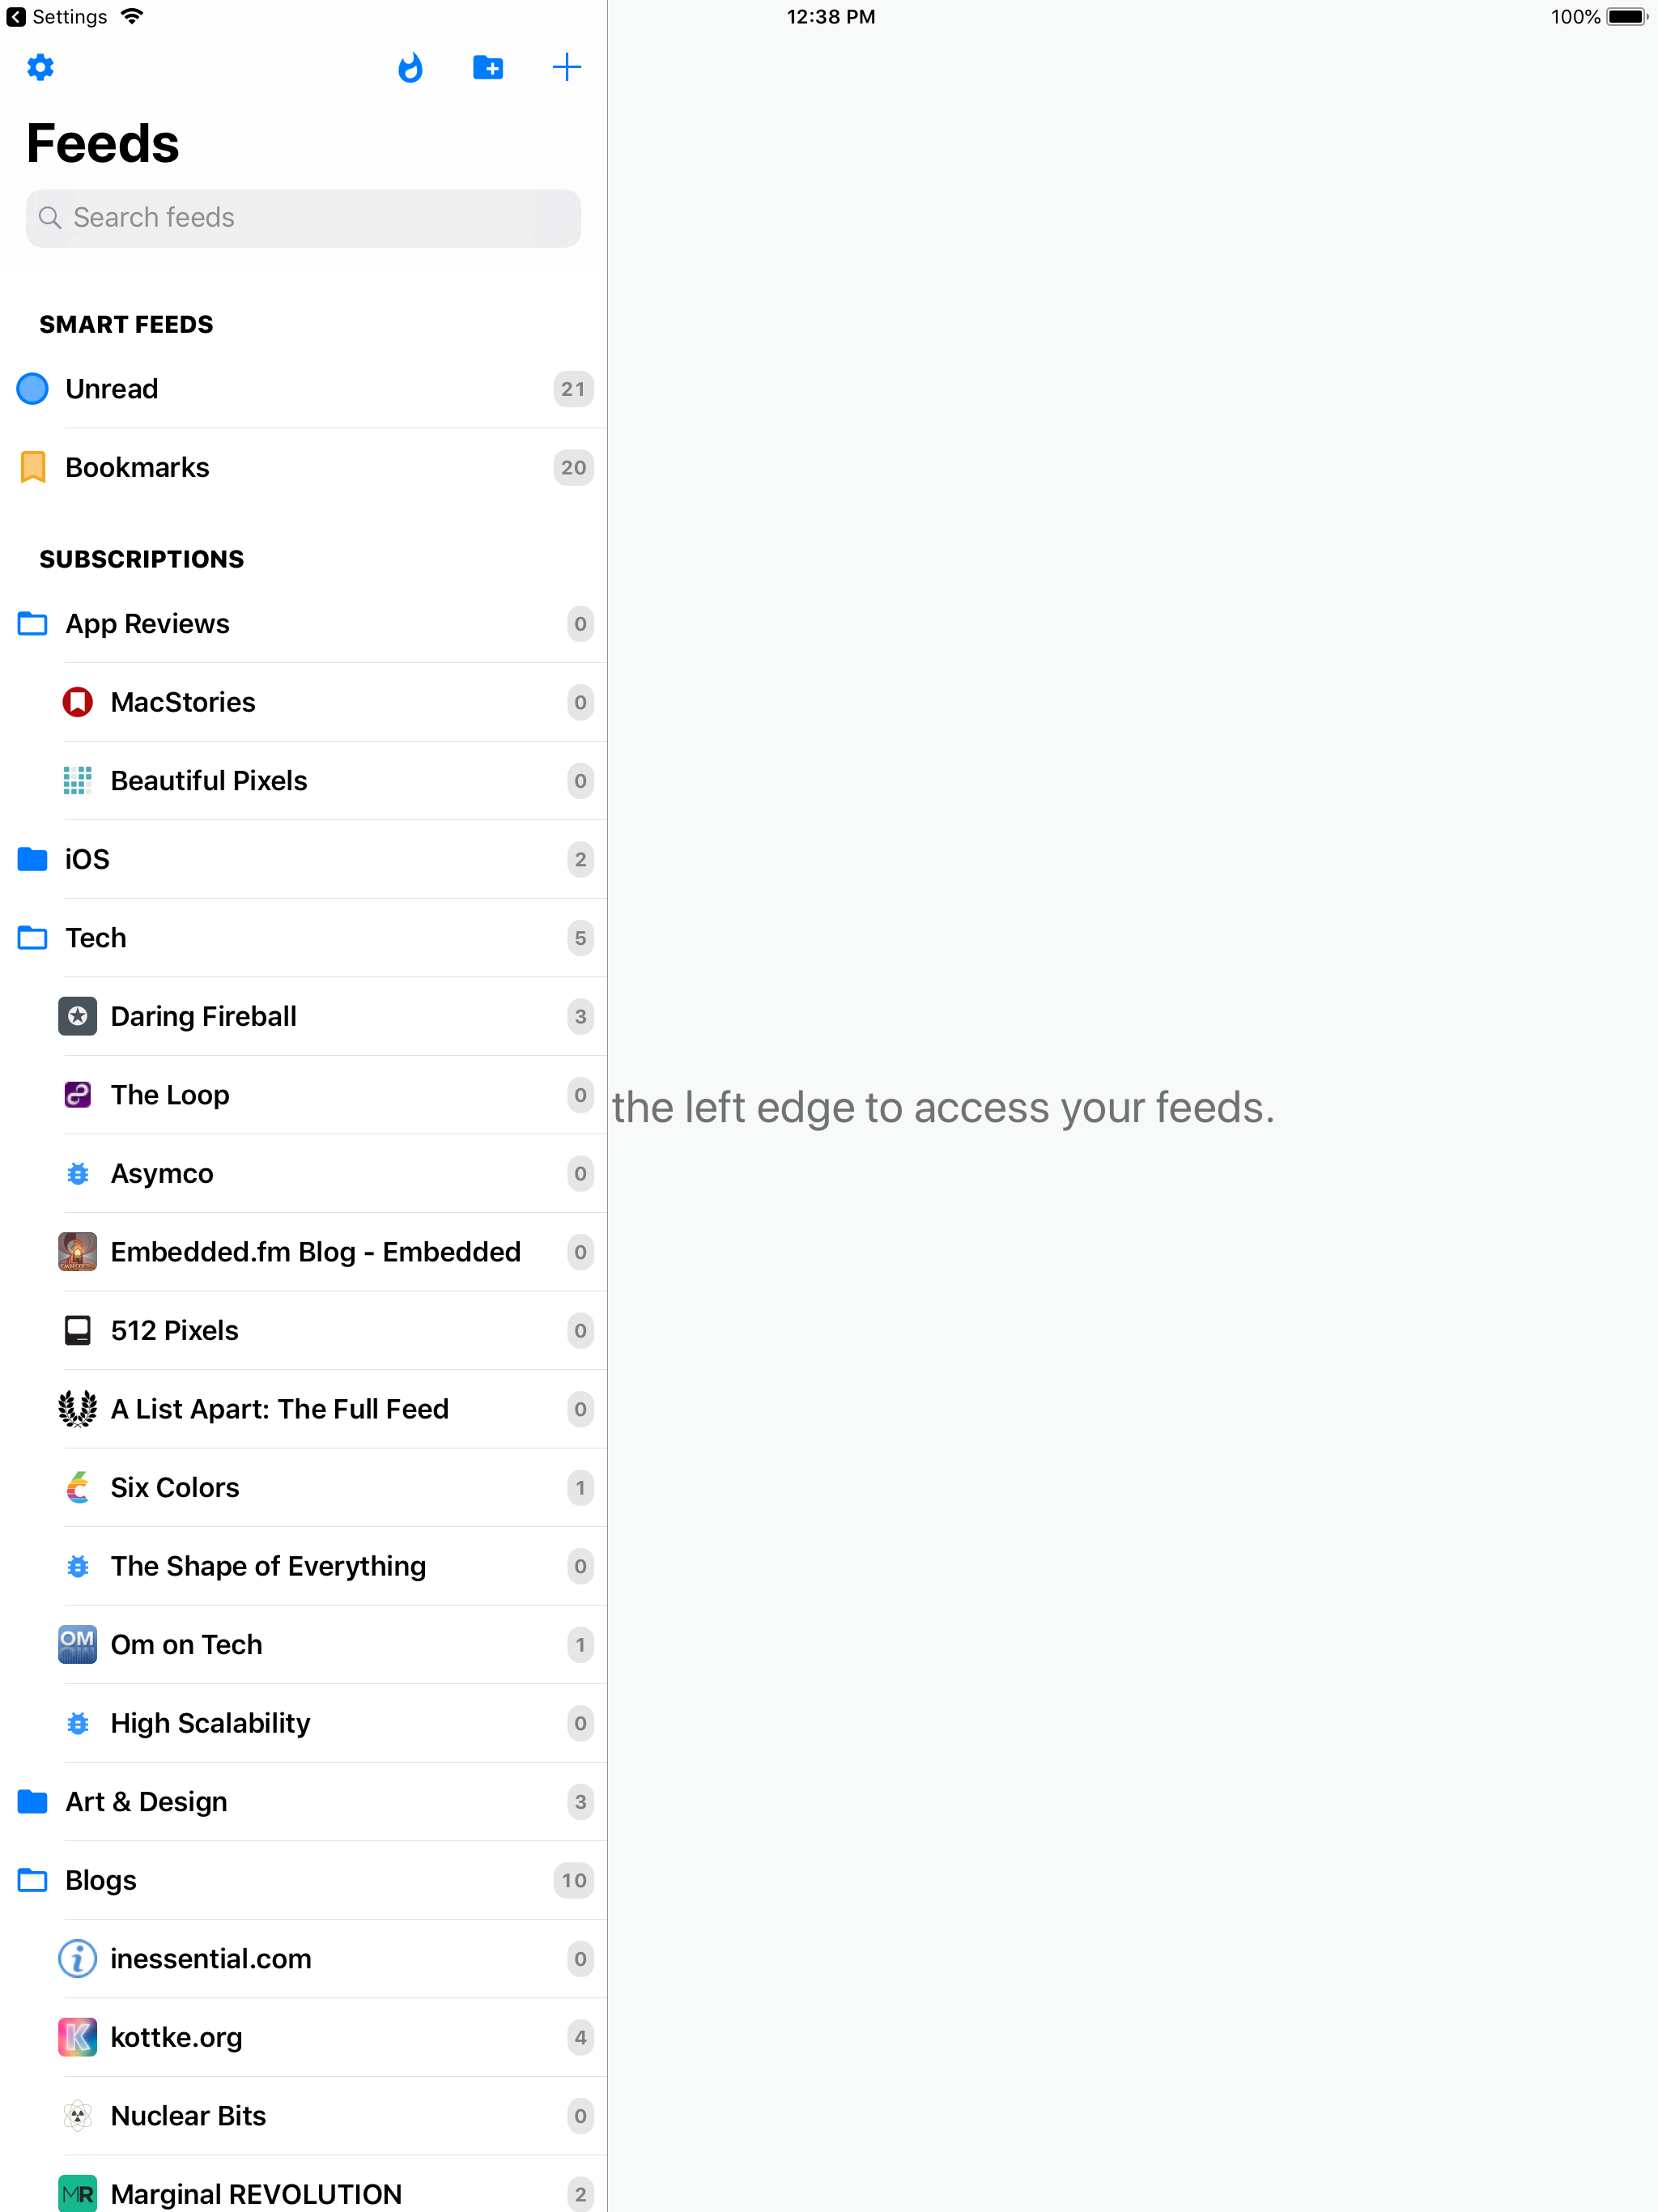 Settings
12:38 PM
100%
Feeds
Search feeds
SMART FEEDS
Unread 21
Bookmarks 20
SUBSCRIPTIONS
App Reviews 0
MacStories 0
Beautiful Pixels 0
iOS 2
Tech 5
Daring Fireball 3
The Loop 0
the left edge to access your feeds.
Asymco 0
Embedded.fm Blog - Embedded 0
512 Pixels 0
A List Apart: The Full Feed 0
Six Colors 1
The Shape of Everything 0
OM
Om on Tech 1
High Scalability 0
Art & Design 3
Blogs 10
inessential.com 0
K
kottke.org 4
Nuclear Bits 0
MR
Marginal REVOLUTION 2